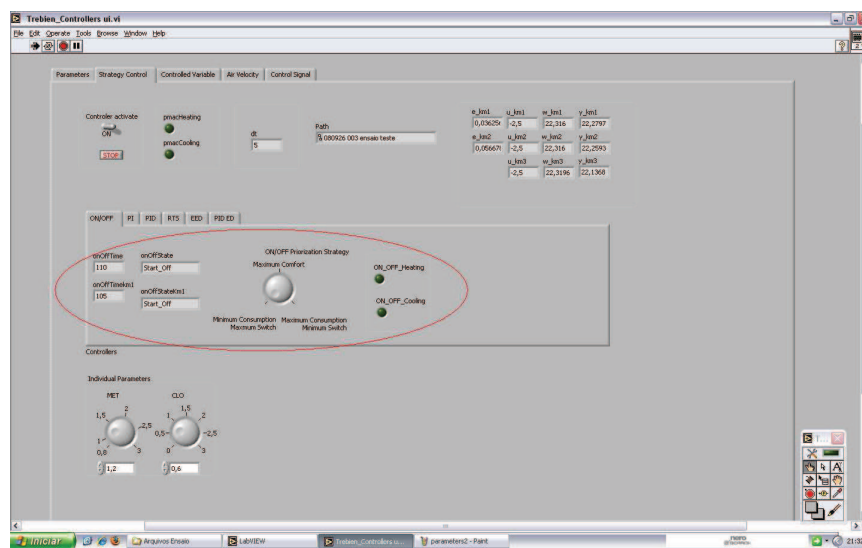 Trebien_Controllers ui.vi
File Edit Operate Tools Browse Window Help
Parameters Strategy Control Controlled Variable Air Velocity Control Signal
Controler activate
ON
STOP
pmacHeating
pmacCooling
dt
5
Path
080926 003 ensaio teste
e_km1 u_km1 w_km1 y_km1
-2,5 22,316 22,2797
e_km2 u_km2 w_km2 y_km2
-2,5 22,316 22,2593
u_km3 w_km3 y_km3
-2,5 22,3196 22,1368
ON/OFF PI PID RTS EED PID ED
onOffTime onOffState
110 Start_Off
onOffTimekm1 onOffStateKm1
105 Start_Off
ON/OFF Priorization Strategy
Maximum Comfort
Minimum Consumption Maximum Consumption
Maxmum Switch Minimum Switch
ON_OFF_Heating
ON_OFF_Cooling
Controllers
Individual Parameters
MET CLO
0,8 1 1,5 2 2,5 3
0 0,5 1 1,5 2 2,5 3
1,2 0,6
Iniciar Arquivos Ensaio LabVIEW Trebien_Controllers u... parameters2 - Paint